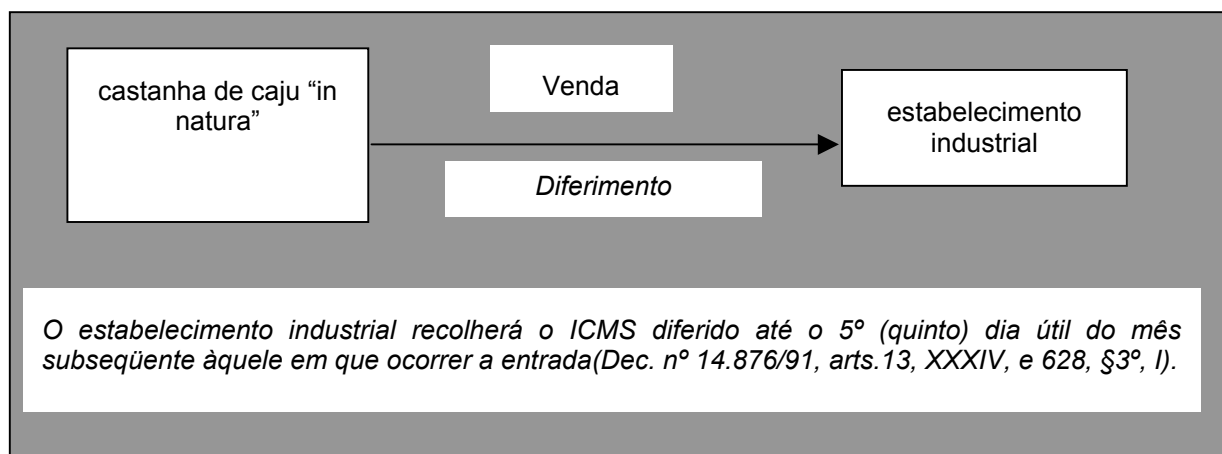 castanha de caju “in
natura”
Venda
Diferimento
estabelecimento
industrial
O estabelecimento industrial recolherá o ICMS diferido até o 5º (quinto) dia útil do mês
subseqüente àquele em que ocorrer a entrada(Dec. nº 14.876/91, arts.13, XXXIV, e 628, §3º, I).